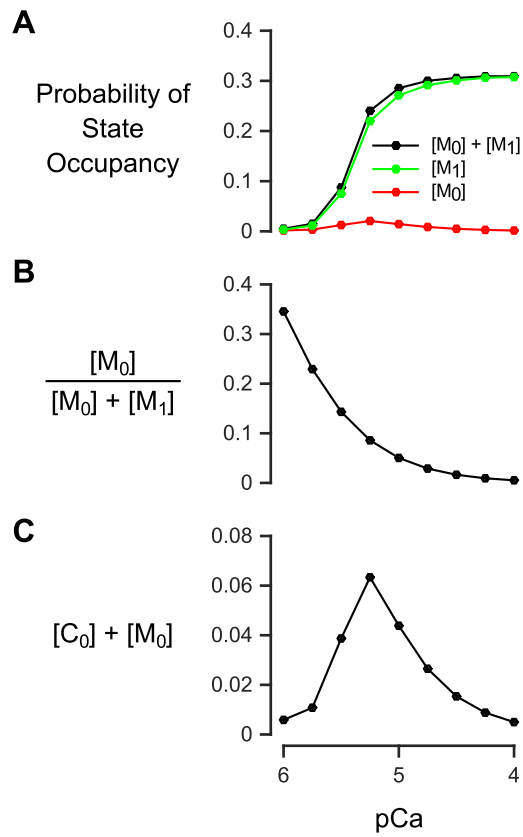 A
Probability of
State
Occupancy
0.4
0.3
0.2
0.1
0
[M₀] + [M₁]
[M₁]
[M₀]
B
[M₀]
[M₀] + [M₁]
0.4
0.3
0.2
0.1
0
C
[C₀] + [M₀]
0.08
0.06
0.04
0.02
0
6 5 4
pCa